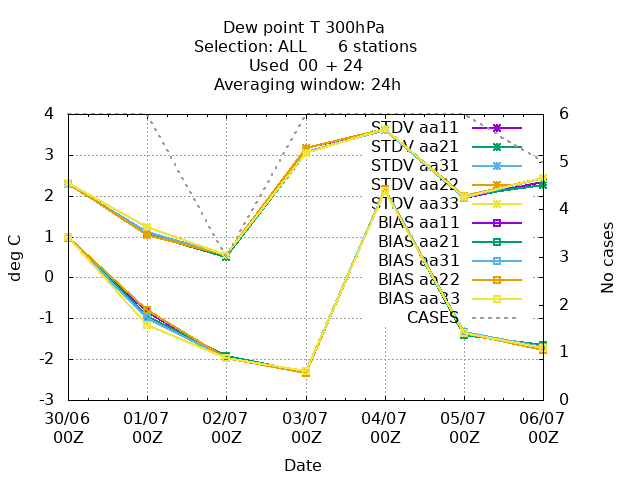 Dew point T 300hPa
Selection: ALL      6 stations
Used  00 + 24
Averaging window: 24h
4
3
2
1
0
-1
-2
-3
deg C
6
5
4
3
2
1
0
No cases
STDV aa11
STDV aa21
STDV aa31
STDV aa22
STDV aa33
BIAS aa11
BIAS aa21
BIAS aa31
BIAS aa22
BIAS aa33
CASES
30/06 01/07 02/07 03/07 04/07 05/07 06/07
00Z 00Z 00Z 00Z 00Z 00Z 00Z
Date